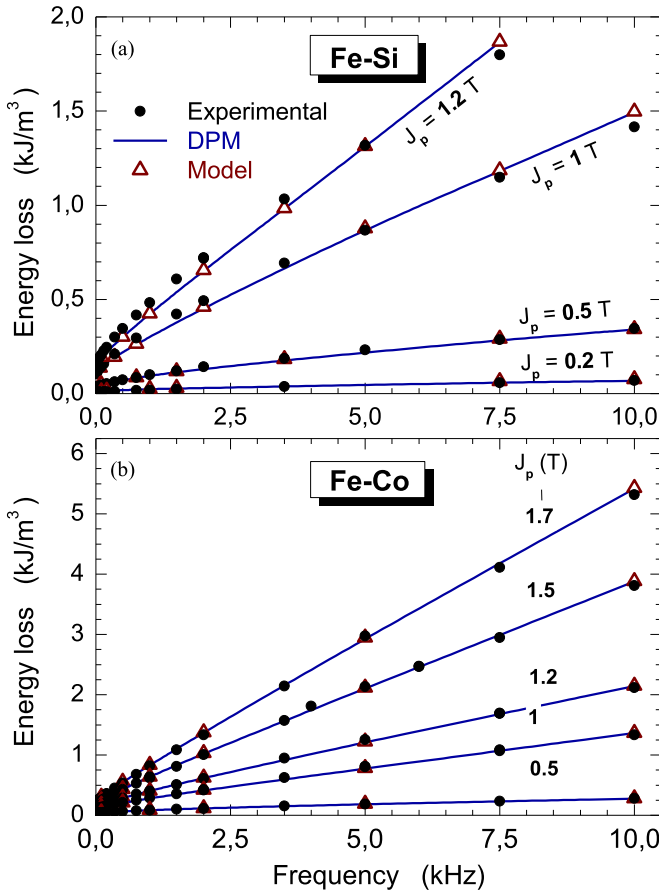 2,0
(a)
Fe-Si
1,5
Experimental
DPM
Model
J_p = 1.2 T
J_p = 1 T
1,0
Energy loss (kJ/m³)
0,5
J_p = 0.5 T
J_p = 0.2 T
0,0
0,0 2,5 5,0 7,5 10,0
6
(b)
Fe-Co
J_p (T)
1.7
5
4
1.5
3
Energy loss (kJ/m³)
1.2
2
1
1
0.5
0
0,0 2,5 5,0 7,5 10,0
Frequency (kHz)